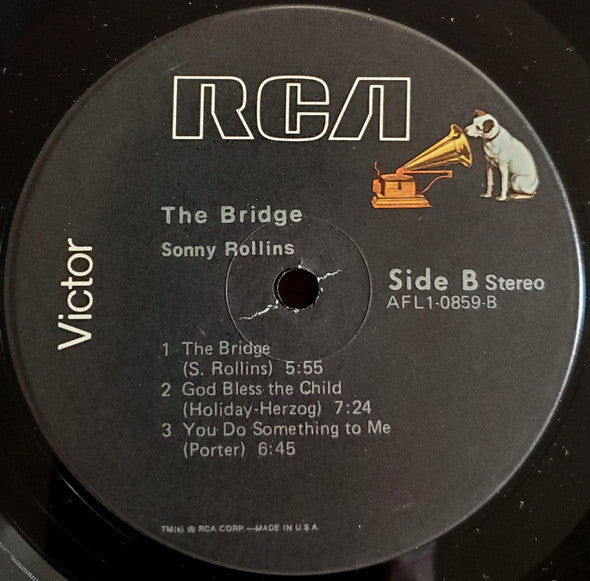 RCA
The Bridge
Sonny Rollins
Victor
Side B Stereo
AFL1-0859-B
1 The Bridge
(S. Rollins) 5:55
2 God Bless the Child
(Holiday-Herzog) 7:24
3 You Do Something to Me
(Porter) 6:45
TM(s) ® RCA CORP.—MADE IN U.S.A.